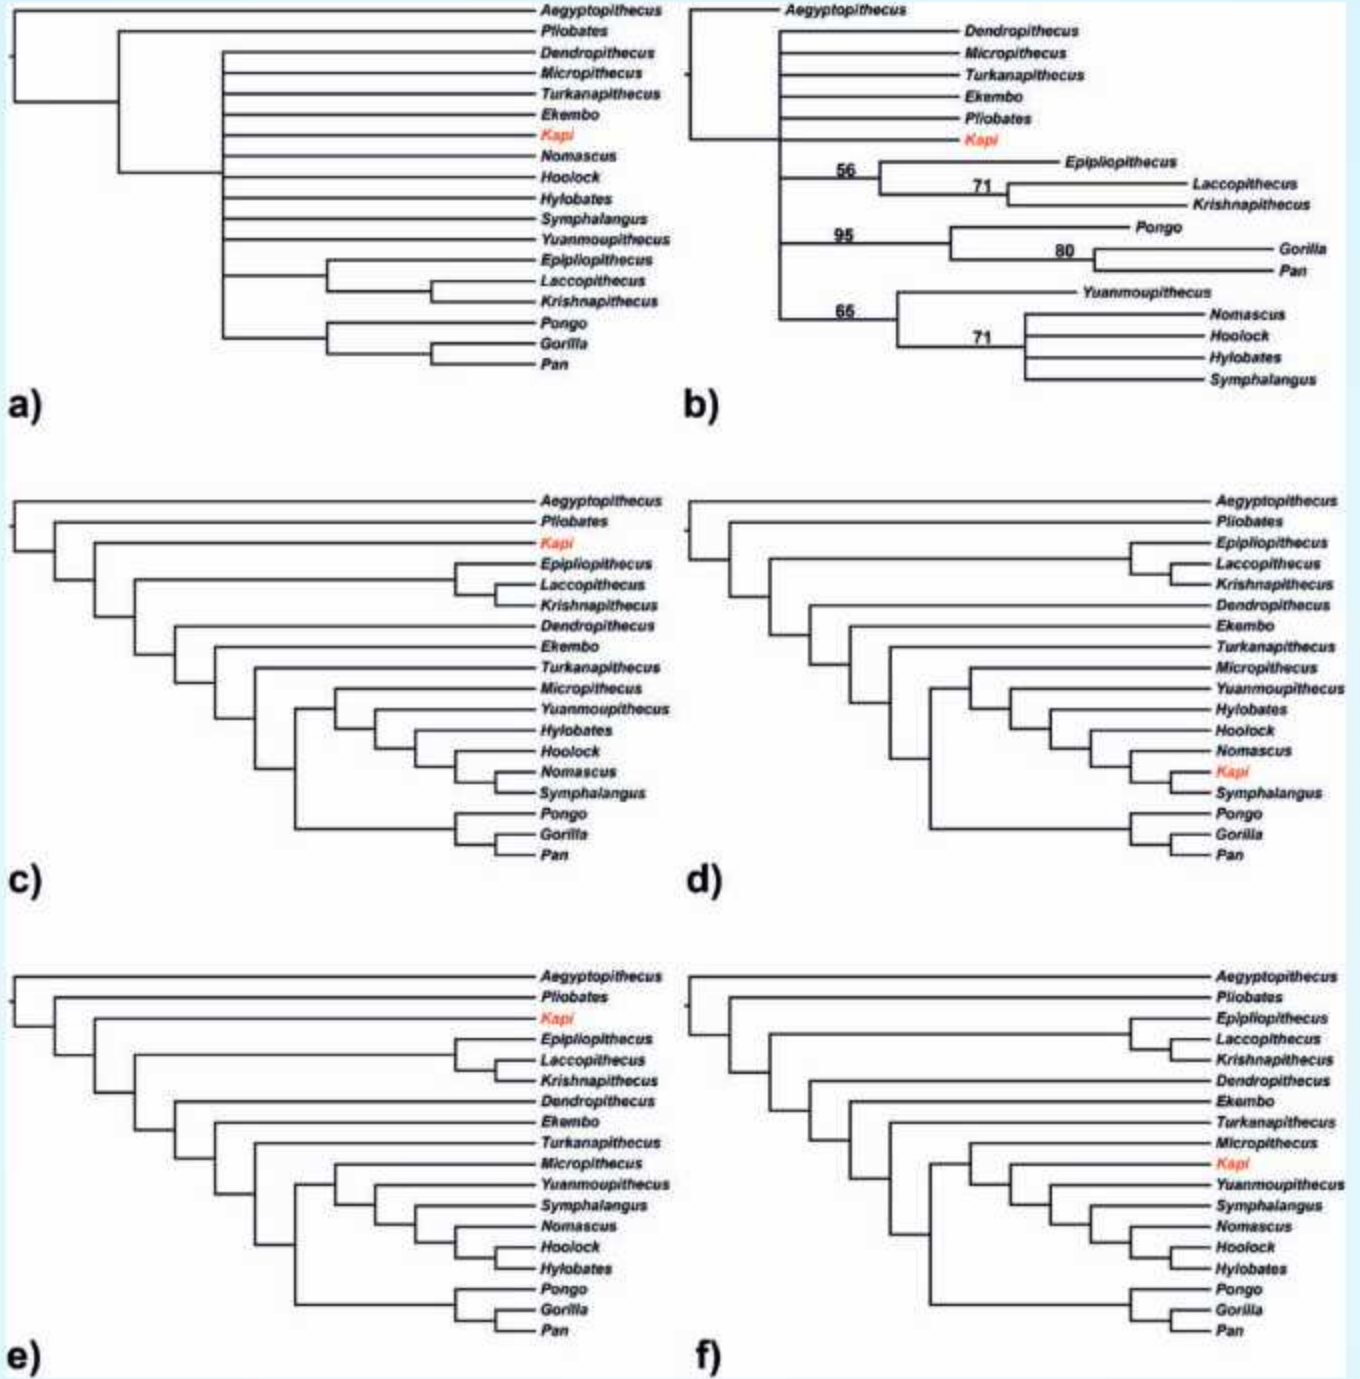 Aegyptopithecus
Pliobates
Dendropithecus
Micropithecus
Turkanapithecus
Ekembo
Kapi
Nomascus
Hoolock
Hylobates
Symphalangus
Yuanmoupithecus
Epipliopithecus
Laccopithecus
Krishnapithecus
Pongo
Gorilla
Pan
a)
Aegyptopithecus
Dendropithecus
Micropithecus
Turkanapithecus
Ekembo
Pliobates
Kapi
Epipliopithecus
56
71
Laccopithecus
Krishnapithecus
Pongo
95
80
Gorilla
Pan
Yuanmoupithecus
65
Nomascus
71
Hoolock
Hylobates
Symphalangus
b)
Aegyptopithecus
Pliobates
Kapi
Epipliopithecus
Laccopithecus
Krishnapithecus
Dendropithecus
Ekembo
Turkanapithecus
Micropithecus
Yuanmoupithecus
Hylobates
Hoolock
Nomascus
Symphalangus
Pongo
Gorilla
Pan
c)
Aegyptopithecus
Pliobates
Epipliopithecus
Laccopithecus
Krishnapithecus
Dendropithecus
Ekembo
Turkanapithecus
Micropithecus
Yuanmoupithecus
Hylobates
Hoolock
Nomascus
Kapi
Symphalangus
Pongo
Gorilla
Pan
d)
Aegyptopithecus
Pliobates
Kapi
Epipliopithecus
Laccopithecus
Krishnapithecus
Dendropithecus
Ekembo
Turkanapithecus
Micropithecus
Yuanmoupithecus
Symphalangus
Nomascus
Hoolock
Hylobates
Pongo
Gorilla
Pan
e)
Aegyptopithecus
Pliobates
Epipliopithecus
Laccopithecus
Krishnapithecus
Dendropithecus
Ekembo
Turkanapithecus
Micropithecus
Kapi
Yuanmoupithecus
Symphalangus
Nomascus
Hoolock
Hylobates
Pongo
Gorilla
Pan
f)